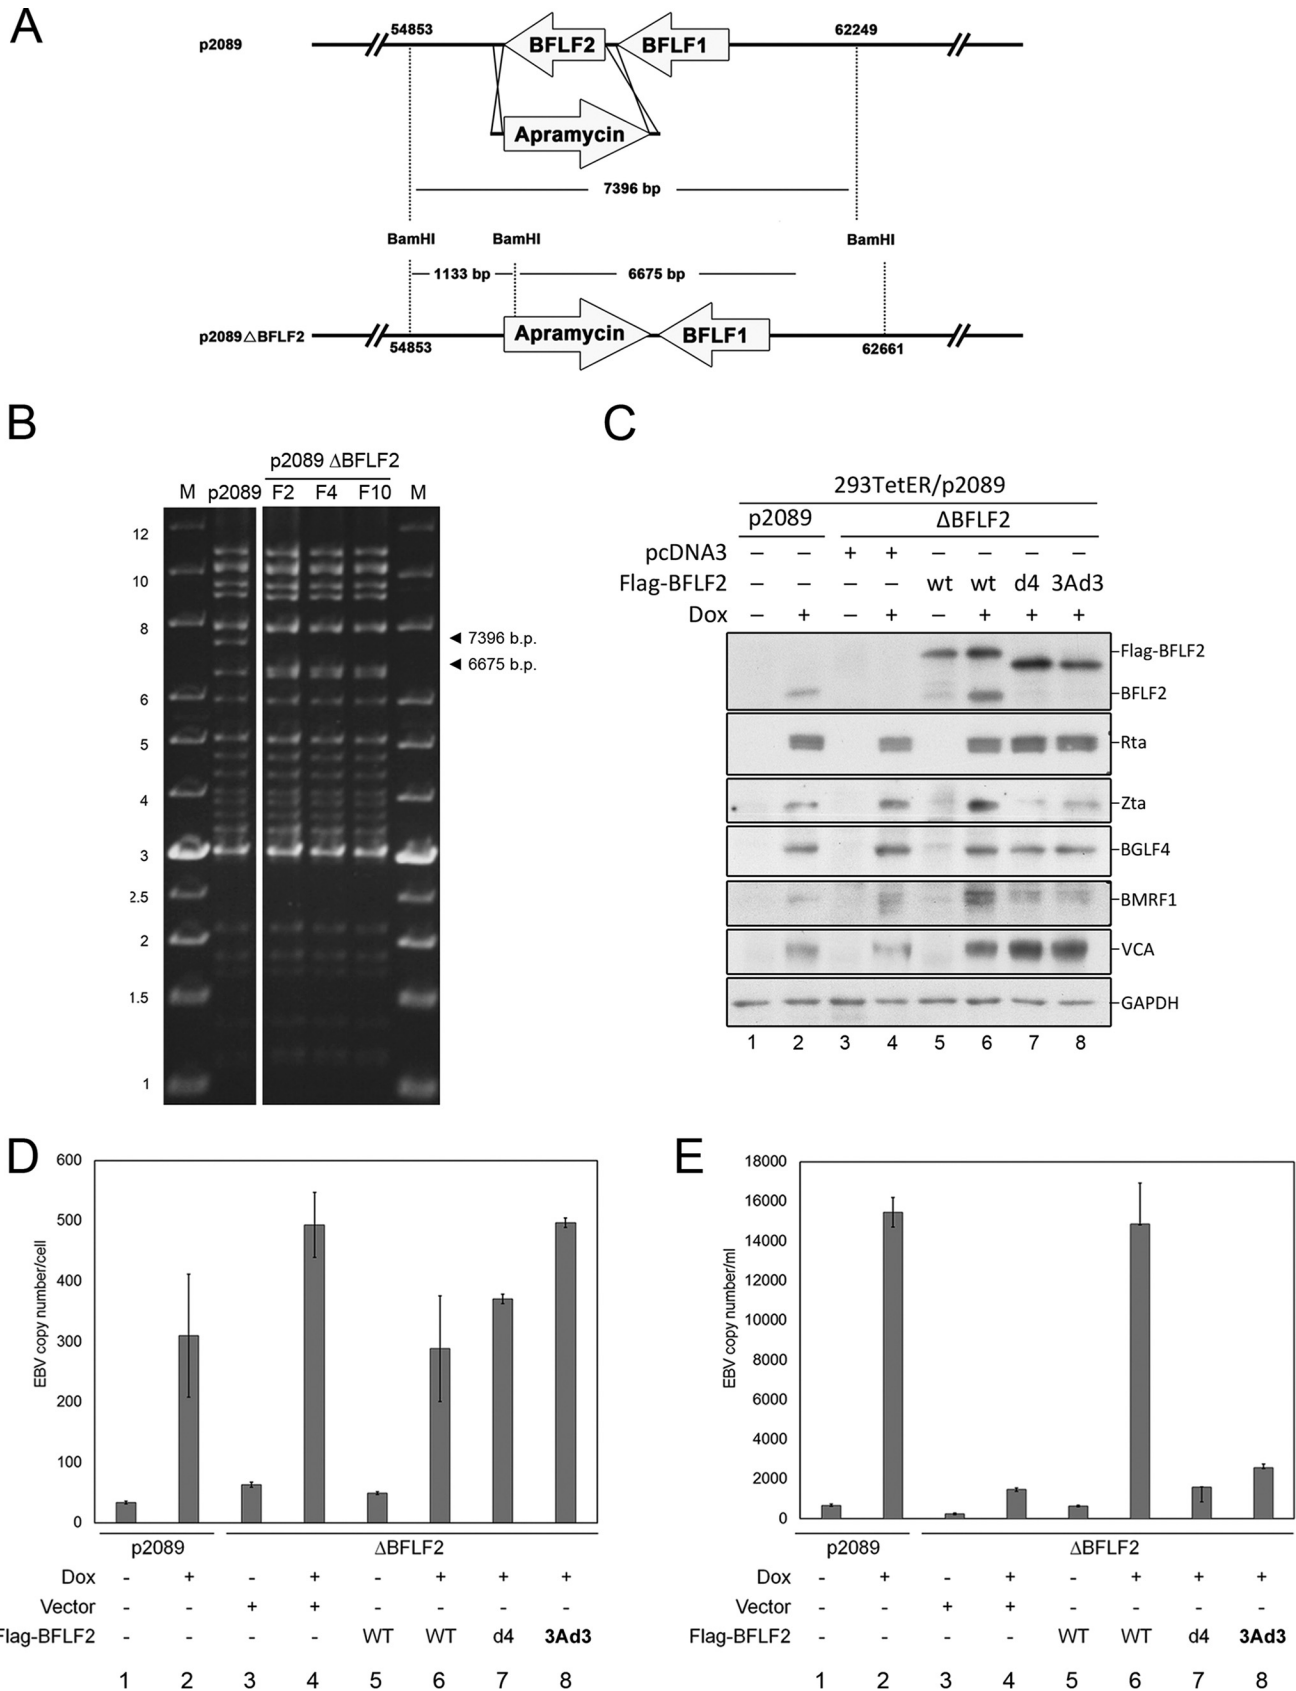 A
54853
62249
p2089
BFLF2
BFLF1
Apramycin
7396 bp
BamHI
BamHI
BamHI
1133 bp
6675 bp
p2089△BFLF2
Apramycin
BFLF1
54853
62661
B
p2089 ΔBFLF2
M p2089 F2 F4 F10 M
12
10
8
7396 b.p.
6675 b.p.
6
5
4
3
2.5
2
1.5
1
C
293TetER/p2089
p2089 ΔBFLF2
pcDNA3 – – + + – – – –
Flag-BFLF2 – – – – wt wt d4 3Ad3
Dox – + – + – + + +
Flag-BFLF2
BFLF2
Rta
Zta
BGLF4
BMRF1
VCA
GAPDH
1 2 3 4 5 6 7 8
D
EBV copy number/cell
600
500
400
300
200
100
0
p2089 ΔBFLF2
Dox - + - + - + + +
Vector - - + + - - - -
Flag-BFLF2 - - - - WT WT d4 3Ad3
1 2 3 4 5 6 7 8
E
EBV copy number/ml
18000
16000
14000
12000
10000
8000
6000
4000
2000
0
p2089 ΔBFLF2
Dox - + - + - + + +
Vector - - + + - - - -
Flag-BFLF2 - - - - WT WT d4 3Ad3
1 2 3 4 5 6 7 8